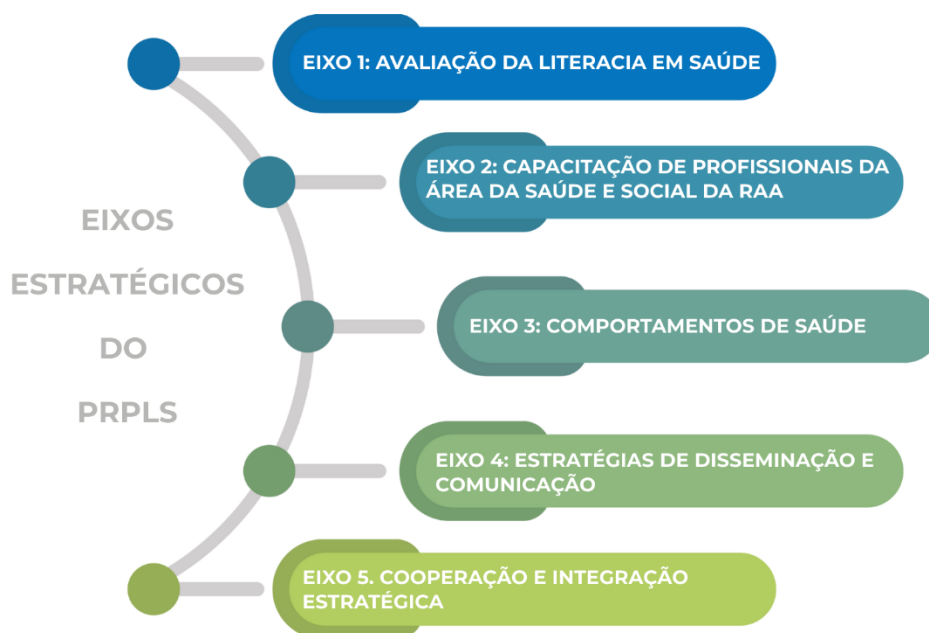 EIXOS
ESTRATÉGICOS
DO
PRPLS
EIXO 1: AVALIAÇÃO DA LITERACIA EM SAÚDE
EIXO 2: CAPACITAÇÃO DE PROFISSIONAIS DA
ÁREA DA SAÚDE E SOCIAL DA RAA
EIXO 3: COMPORTAMENTOS DE SAÚDE
EIXO 4: ESTRATÉGIAS DE DISSEMINAÇÃO E
COMUNICAÇÃO
EIXO 5. COOPERAÇÃO E INTEGRAÇÃO
ESTRATÉGICA